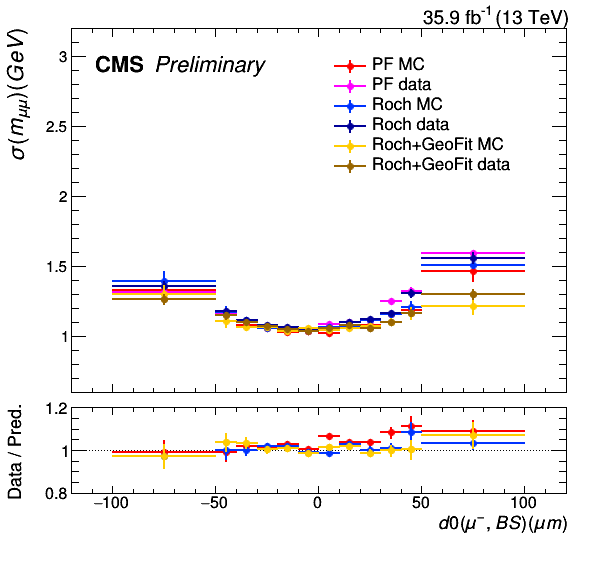 35.9 fb⁻¹ (13 TeV)
σ(m_μμ)(GeV)
CMS Preliminary
PF MC
PF data
Roch MC
Roch data
Roch+GeoFit MC
Roch+GeoFit data
3
2.5
2
1.5
1
Data / Pred.
1.2
1
0.8
−100 −50 0 50 100
d0(μ⁻, BS)(μm)